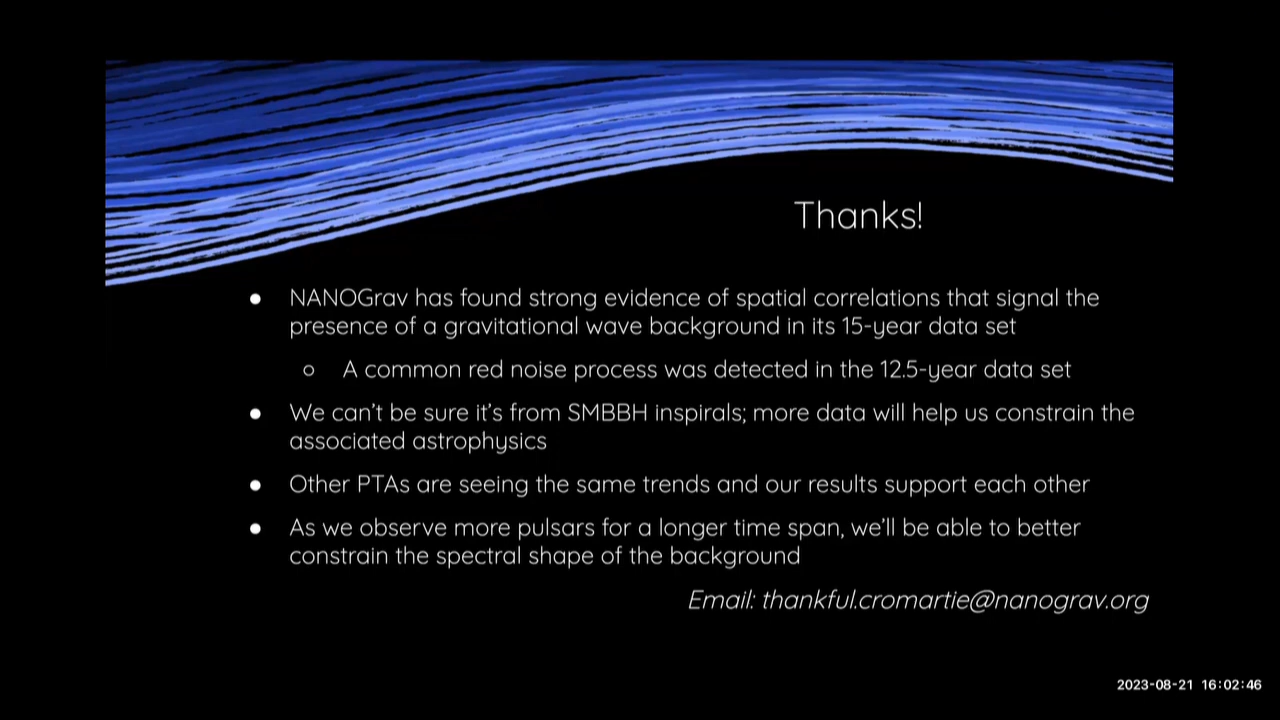 Thanks!
● NANOGrav has found strong evidence of spatial correlations that signal the
presence of a gravitational wave background in its 15-year data set
○ A common red noise process was detected in the 12.5-year data set
● We can't be sure it's from SMBBH inspirals; more data will help us constrain the
associated astrophysics
● Other PTAs are seeing the same trends and our results support each other
● As we observe more pulsars for a longer time span, we'll be able to better
constrain the spectral shape of the background
Email: thankful.cromartie@nanograv.org
2023-08-21 16:02:46